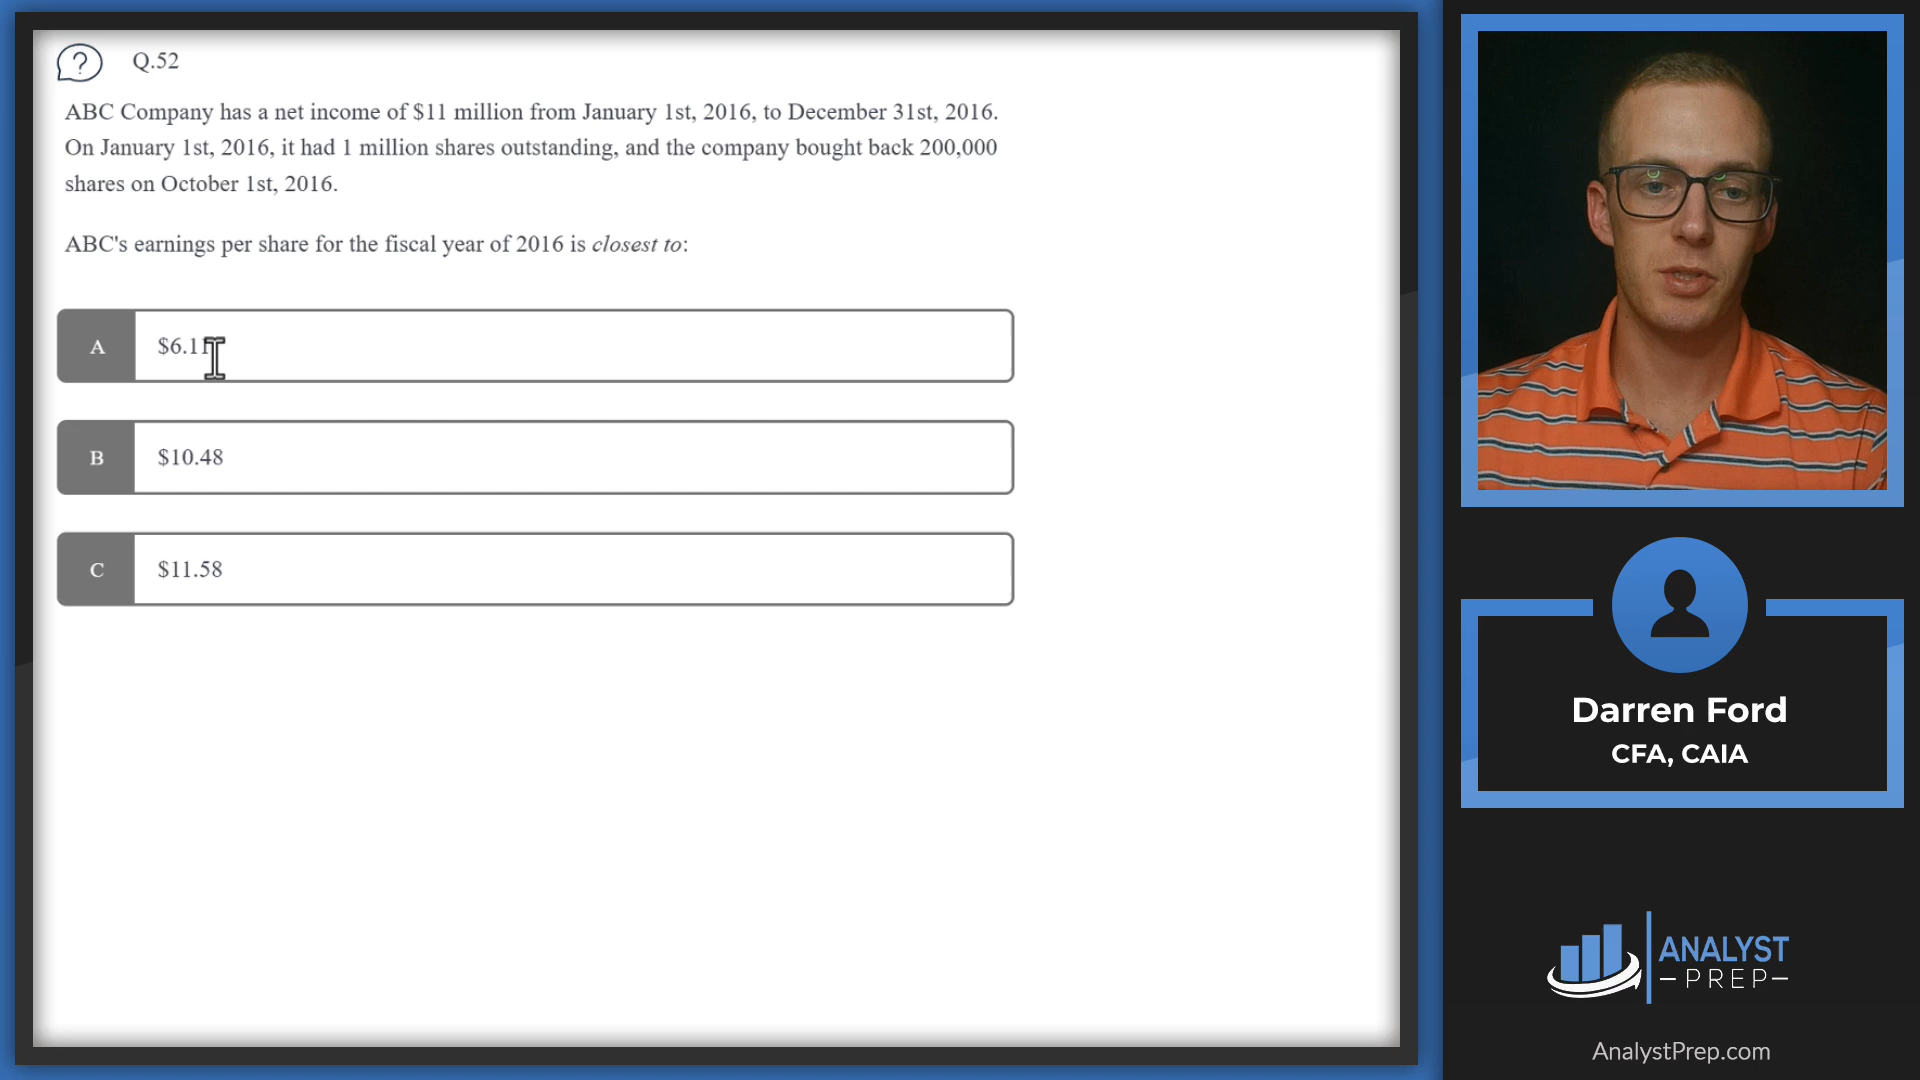 Q.52
ABC Company has a net income of $11 million from January 1st, 2016, to December 31st, 2016.
On January 1st, 2016, it had 1 million shares outstanding, and the company bought back 200,000
shares on October 1st, 2016.
ABC's earnings per share for the fiscal year of 2016 is closest to:
A $6.11
B $10.48
C $11.58
Darren Ford
CFA, CAIA
ANALYST
PREP
AnalystPrep.com